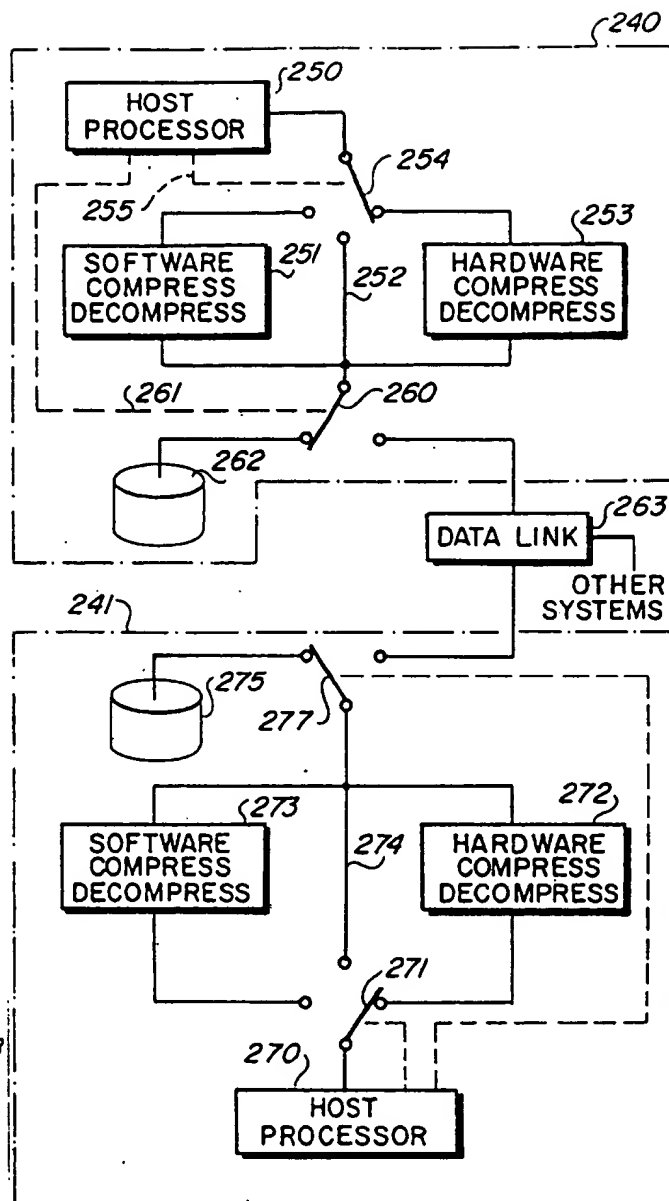 240
250
HOST
PROCESSOR
254
255
253
SOFTWARE
COMPRESS
DECOMPRESS
251
252
HARDWARE
COMPRESS
DECOMPRESS
261
260
262
263
DATA LINK
OTHER
SYSTEMS
241
275
277
273
272
SOFTWARE
COMPRESS
DECOMPRESS
274
HARDWARE
COMPRESS
DECOMPRESS
271
270
HOST
PROCESSOR